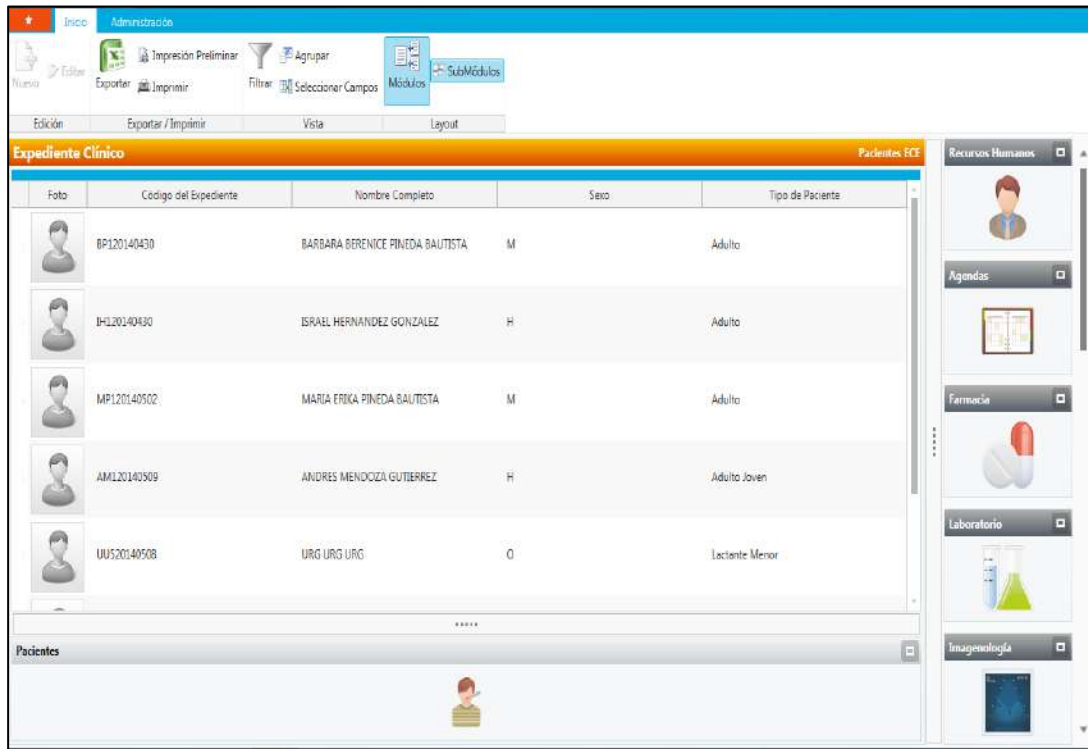 Inicio Administración
Nuevo Editar Exportar Impresión Preliminar Imprimir Filtrar Agrupar Seleccionar Campos Módulos SubMódulos
Edición Exportar / Imprimir Vista Layout
Expediente Clínico Pacientes ECE
Foto Código del Expediente Nombre Completo Sexo Tipo de Paciente
BP120140430 BARBARA BERENICE PINEDA BAUTISTA M Adulto
IH120140430 ISRAEL HERNANDEZ GONZALEZ H Adulto
MP120140502 MARIA ERIKA PINEDA BAUTISTA M Adulto
AM120140509 ANDRES MENDOZA GUTIERREZ H Adulto Joven
UU520140508 URG URG URG O Lactante Menor
Pacientes
Recursos Humanos
Agendas
Farmacia
Laboratorio
Imagenología